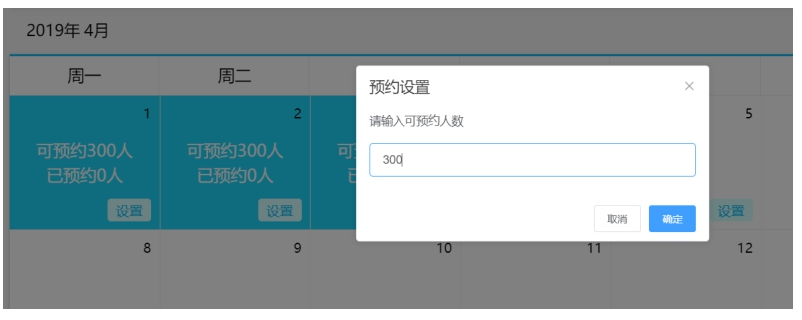 2019年 4月
周一
周二
1
2
5
可预约300人
已预约0人
设置
可预约300人
已预约0人
设置
可
已
设置
预约设置
×
请输入可预约人数
300
取消
确定
8
9
10
11
12